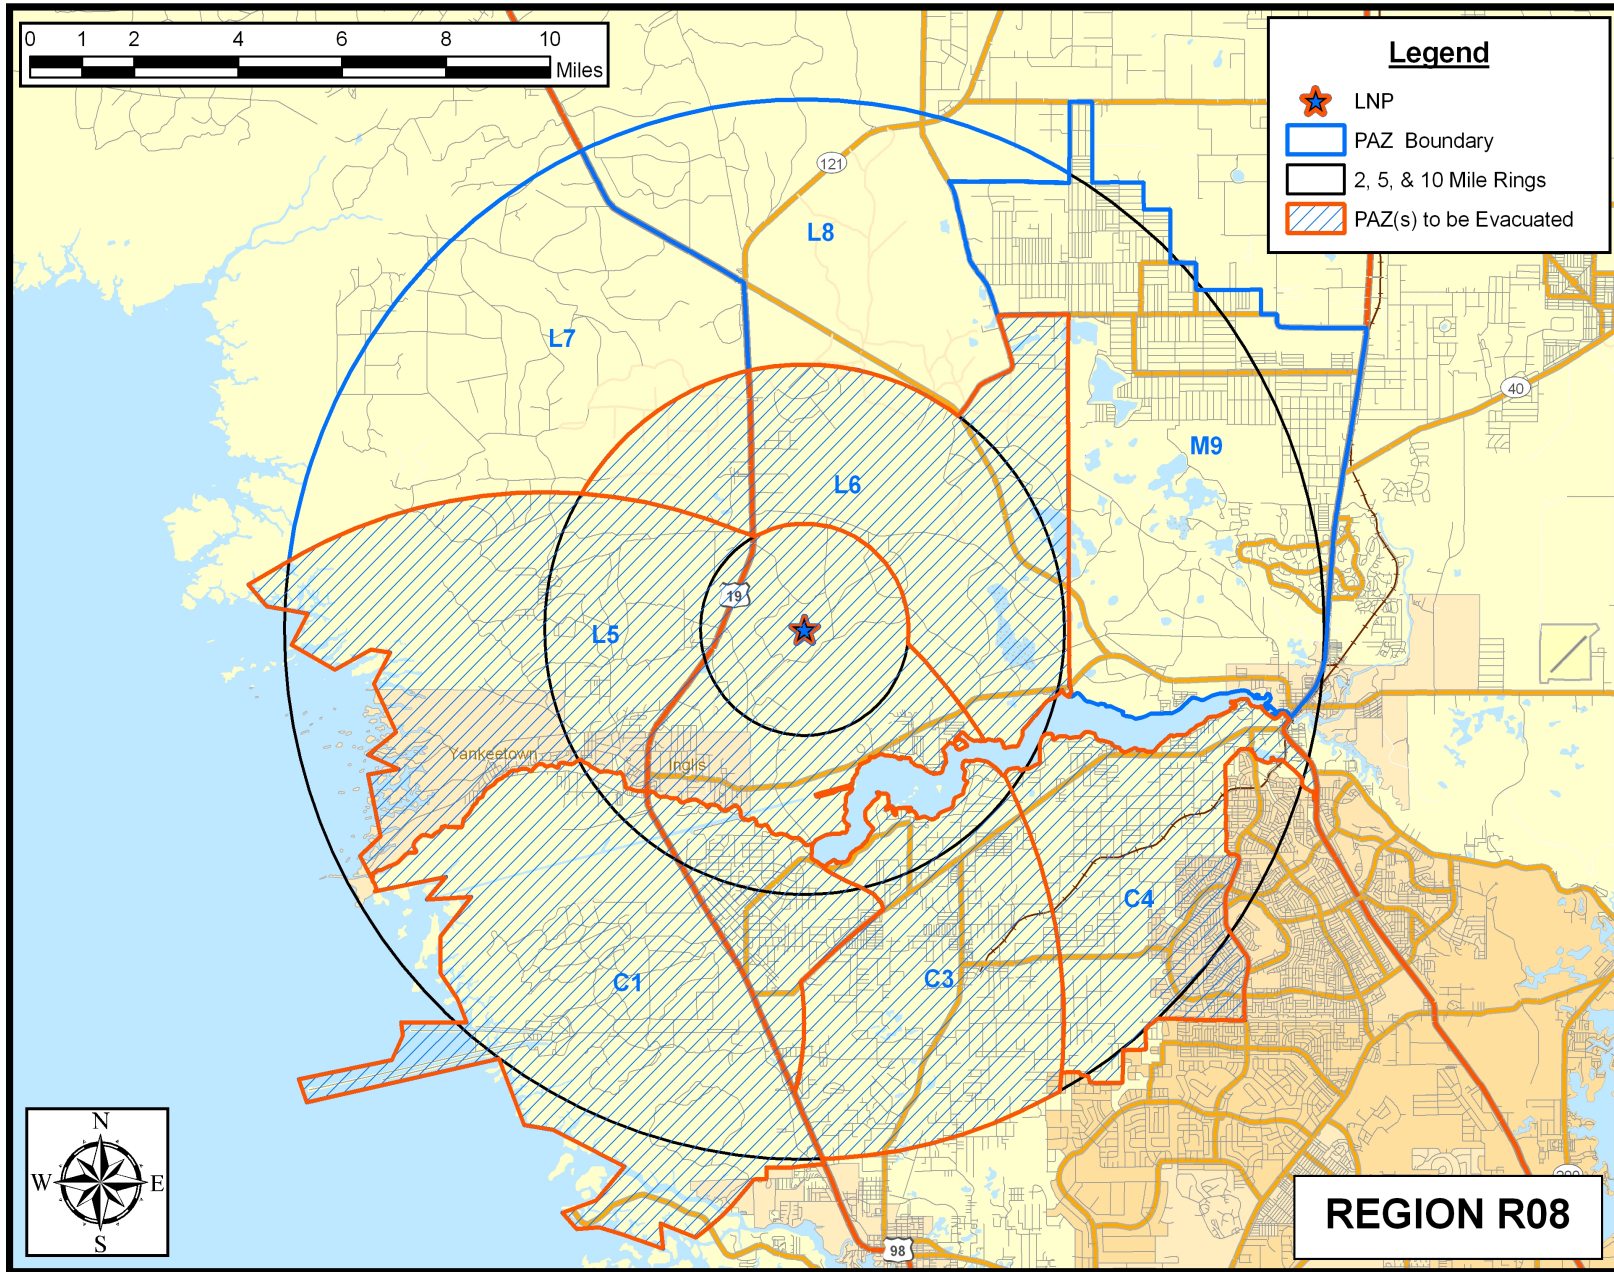 0 1 2 4 6 8 10
Miles
Legend
LNP
PAZ Boundary
2, 5, & 10 Mile Rings
PAZ(s) to be Evacuated
121
L8
L7
40
M9
L6
19
L5
Yankeetown
Inglis
C4
C3
C1
N
W E
S
98
REGION R08